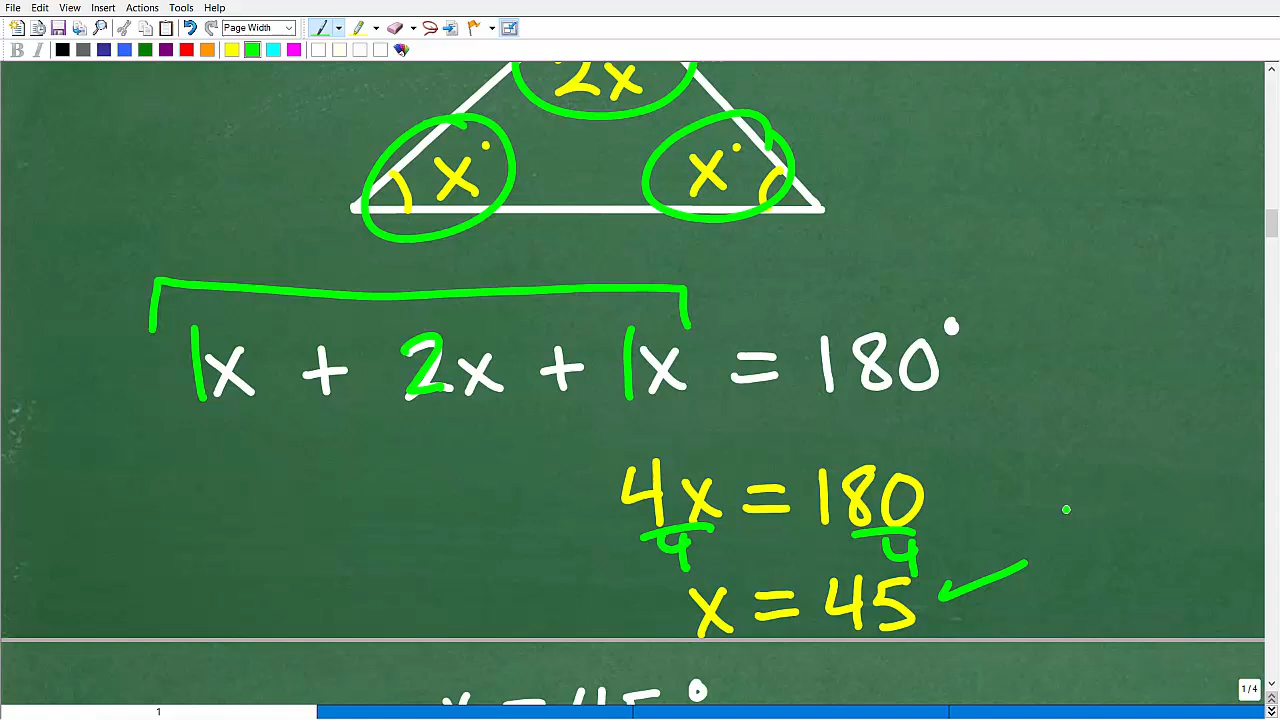 File Edit View Insert Actions Tools Help
Page Width
B I
2x
x° x°
1x + 2x + 1x = 180°
4x = 180
4 4
x = 45
x = 45°
1/4
1